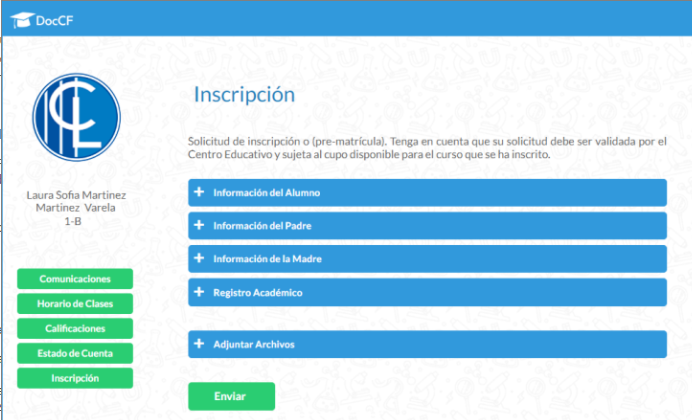 DocCF
Inscripción
Solicitud de inscripción o (pre-matrícula). Tenga en cuenta que su solicitud debe ser validada por el
Centro Educativo y sujeta al cupo disponible para el curso que se ha inscrito.
Laura Sofia Martinez
Martinez Varela
1-B
Comunicaciones
Horario de Clases
Calificaciones
Estado de Cuenta
Inscripción
+ Información del Alumno
+ Información del Padre
+ Información de la Madre
+ Registro Académico
+ Adjuntar Archivos
Enviar